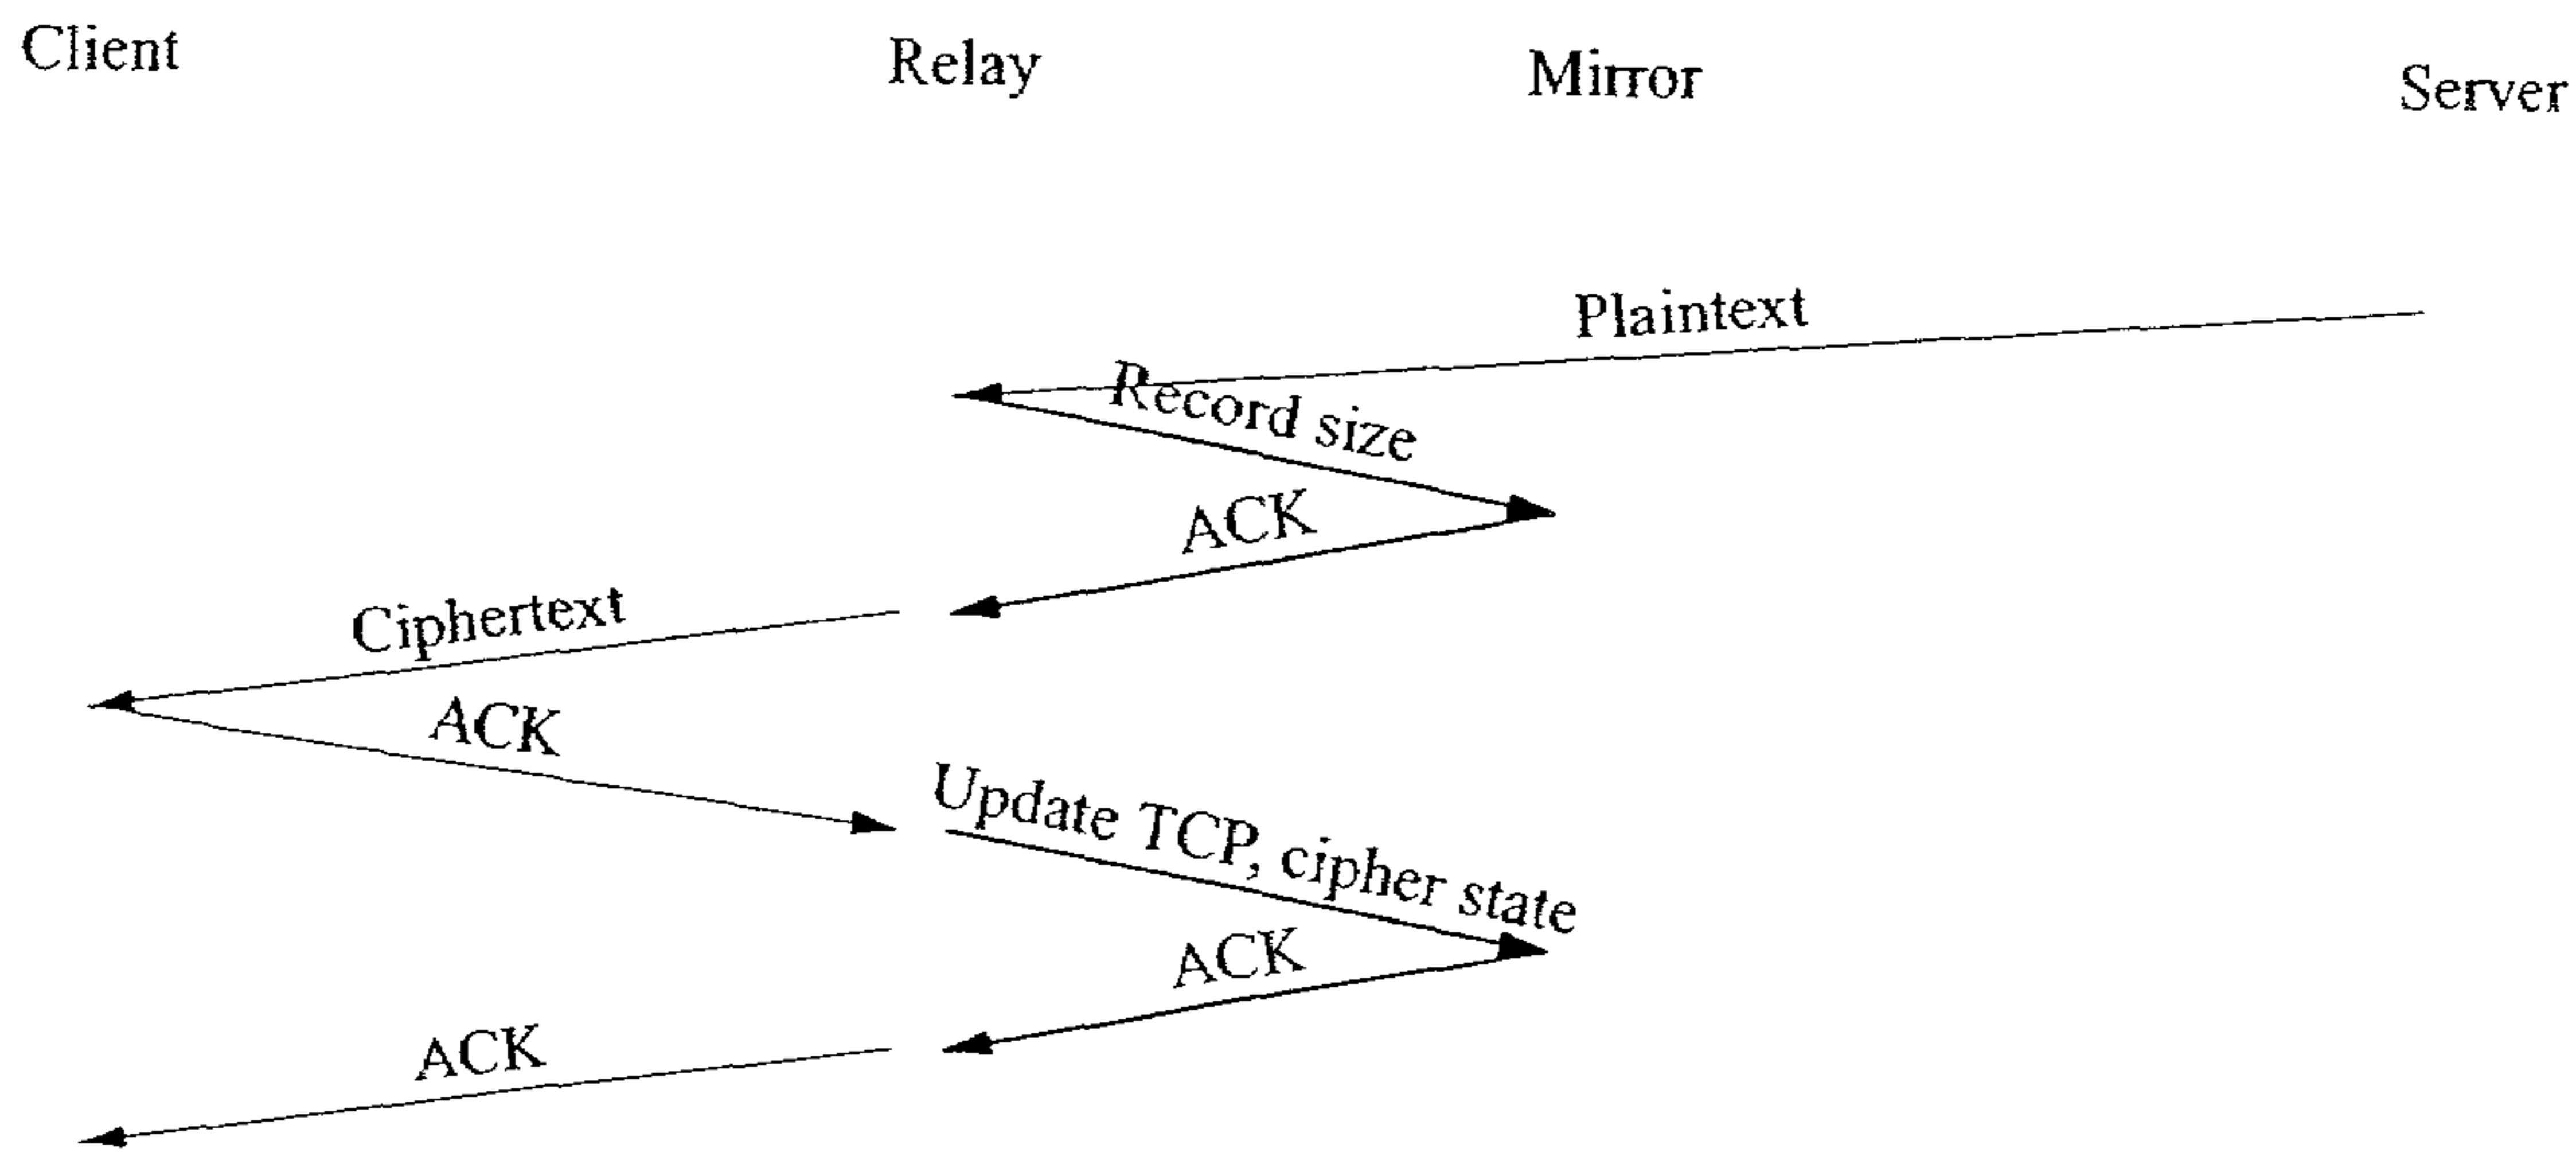 Client Relay Mirror Server
Plaintext
Record size
ACK
Ciphertext
ACK
Update TCP, cipher state
ACK
ACK